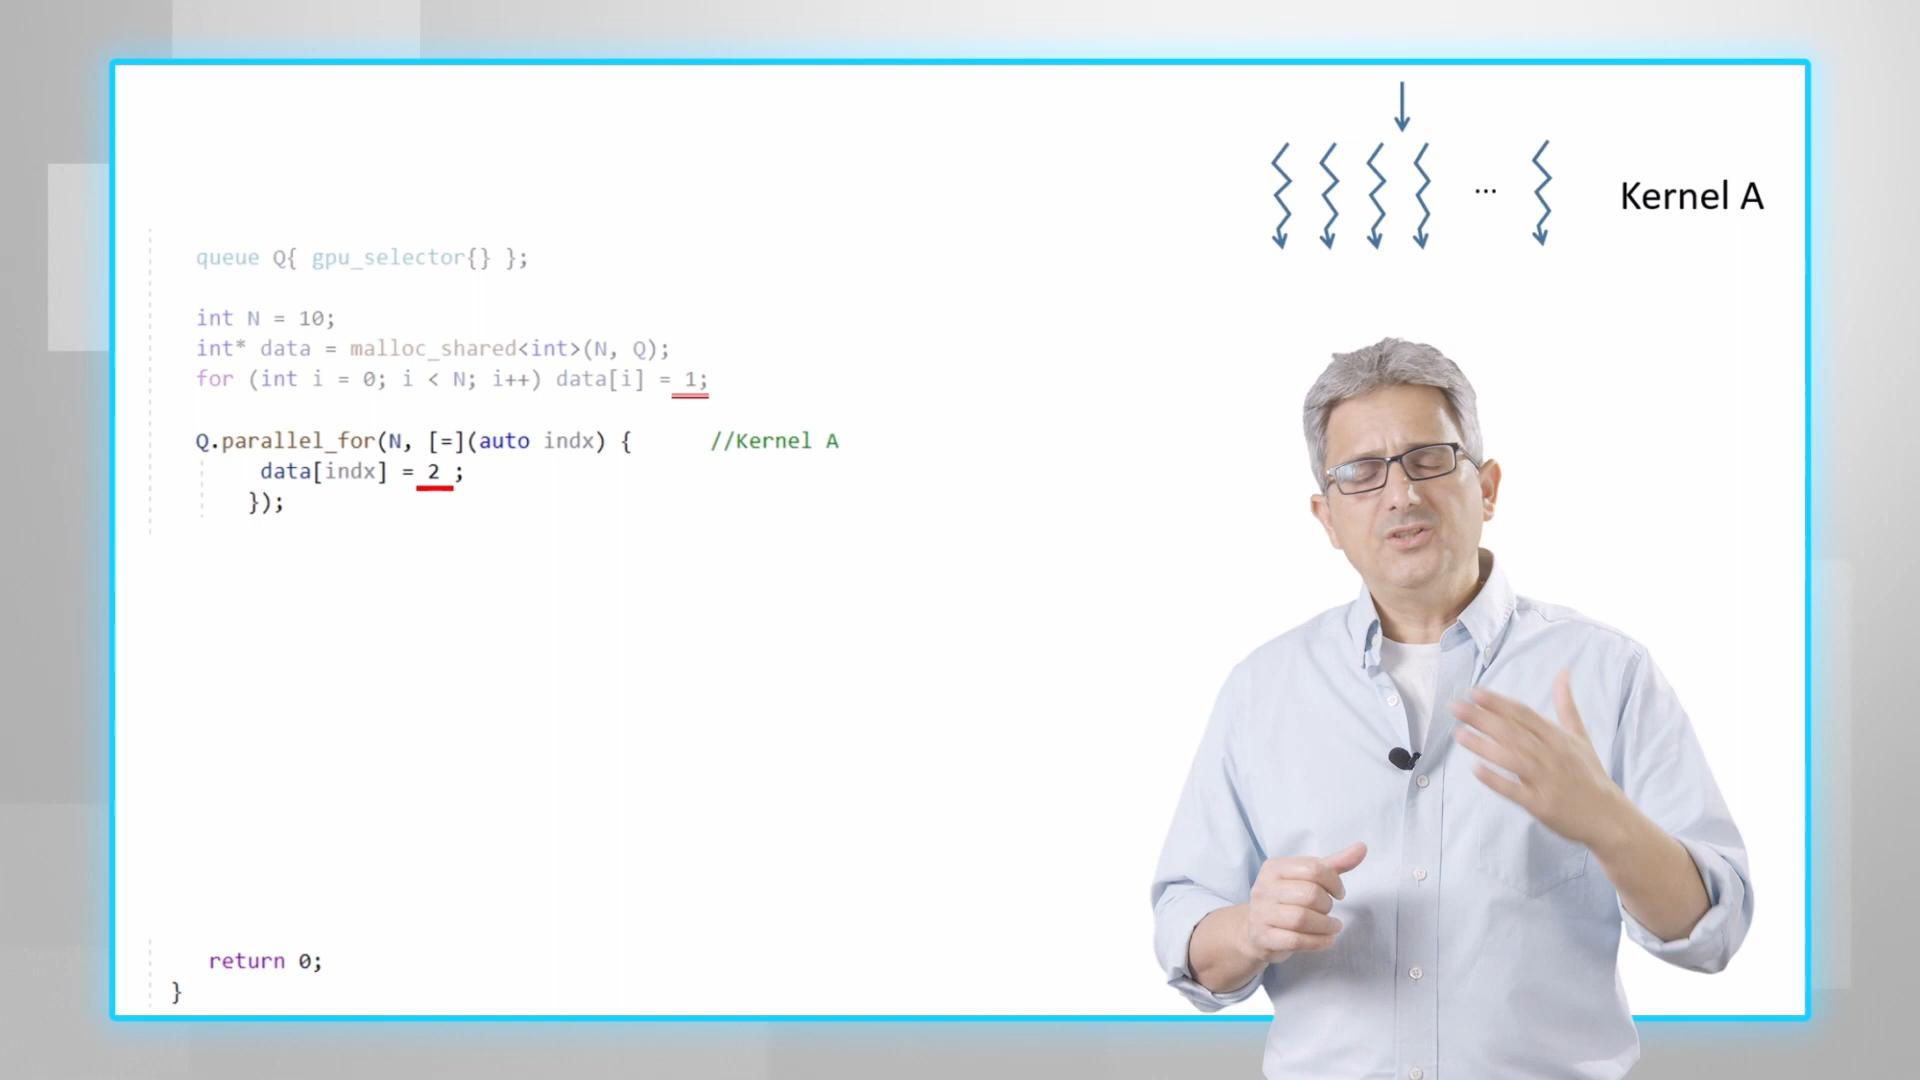 Kernel A
queue Q{ gpu_selector{} };
int N = 10;
int* data = malloc_shared<int>(N, Q);
for (int i = 0; i < N; i++) data[i] = 1;
Q.parallel_for(N, [=](auto indx) { //Kernel A
data[indx] = 2 ;
});
return 0;
}
...